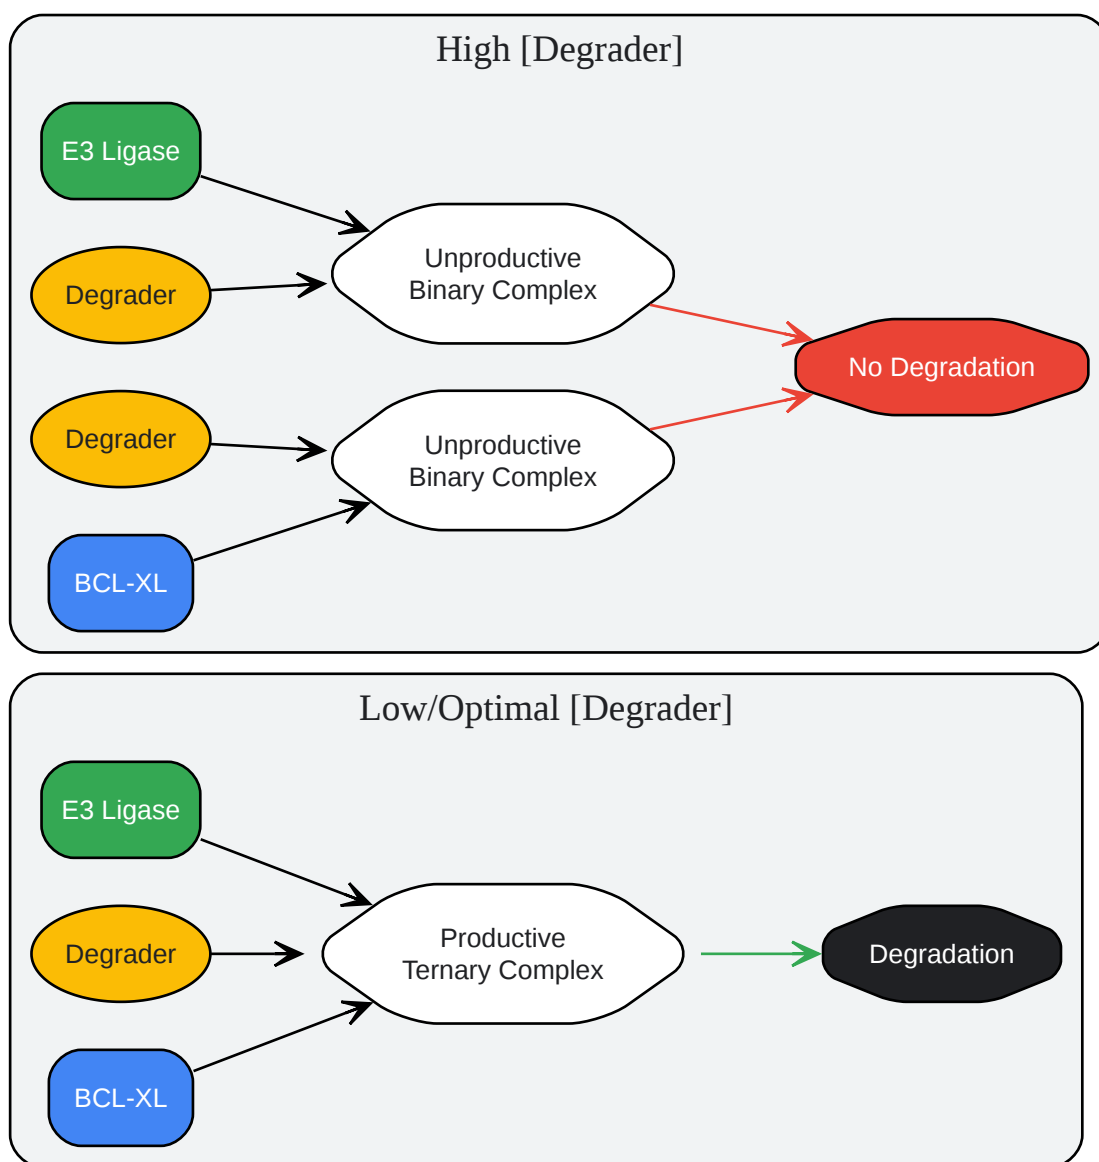 High [Degrader]
E3 Ligase
Degrader
Unproductive
Binary Complex
Degrader
BCL-XL
Unproductive
Binary Complex
No Degradation
Low/Optimal [Degrader]
E3 Ligase
Degrader
BCL-XL
Productive
Ternary Complex
Degradation